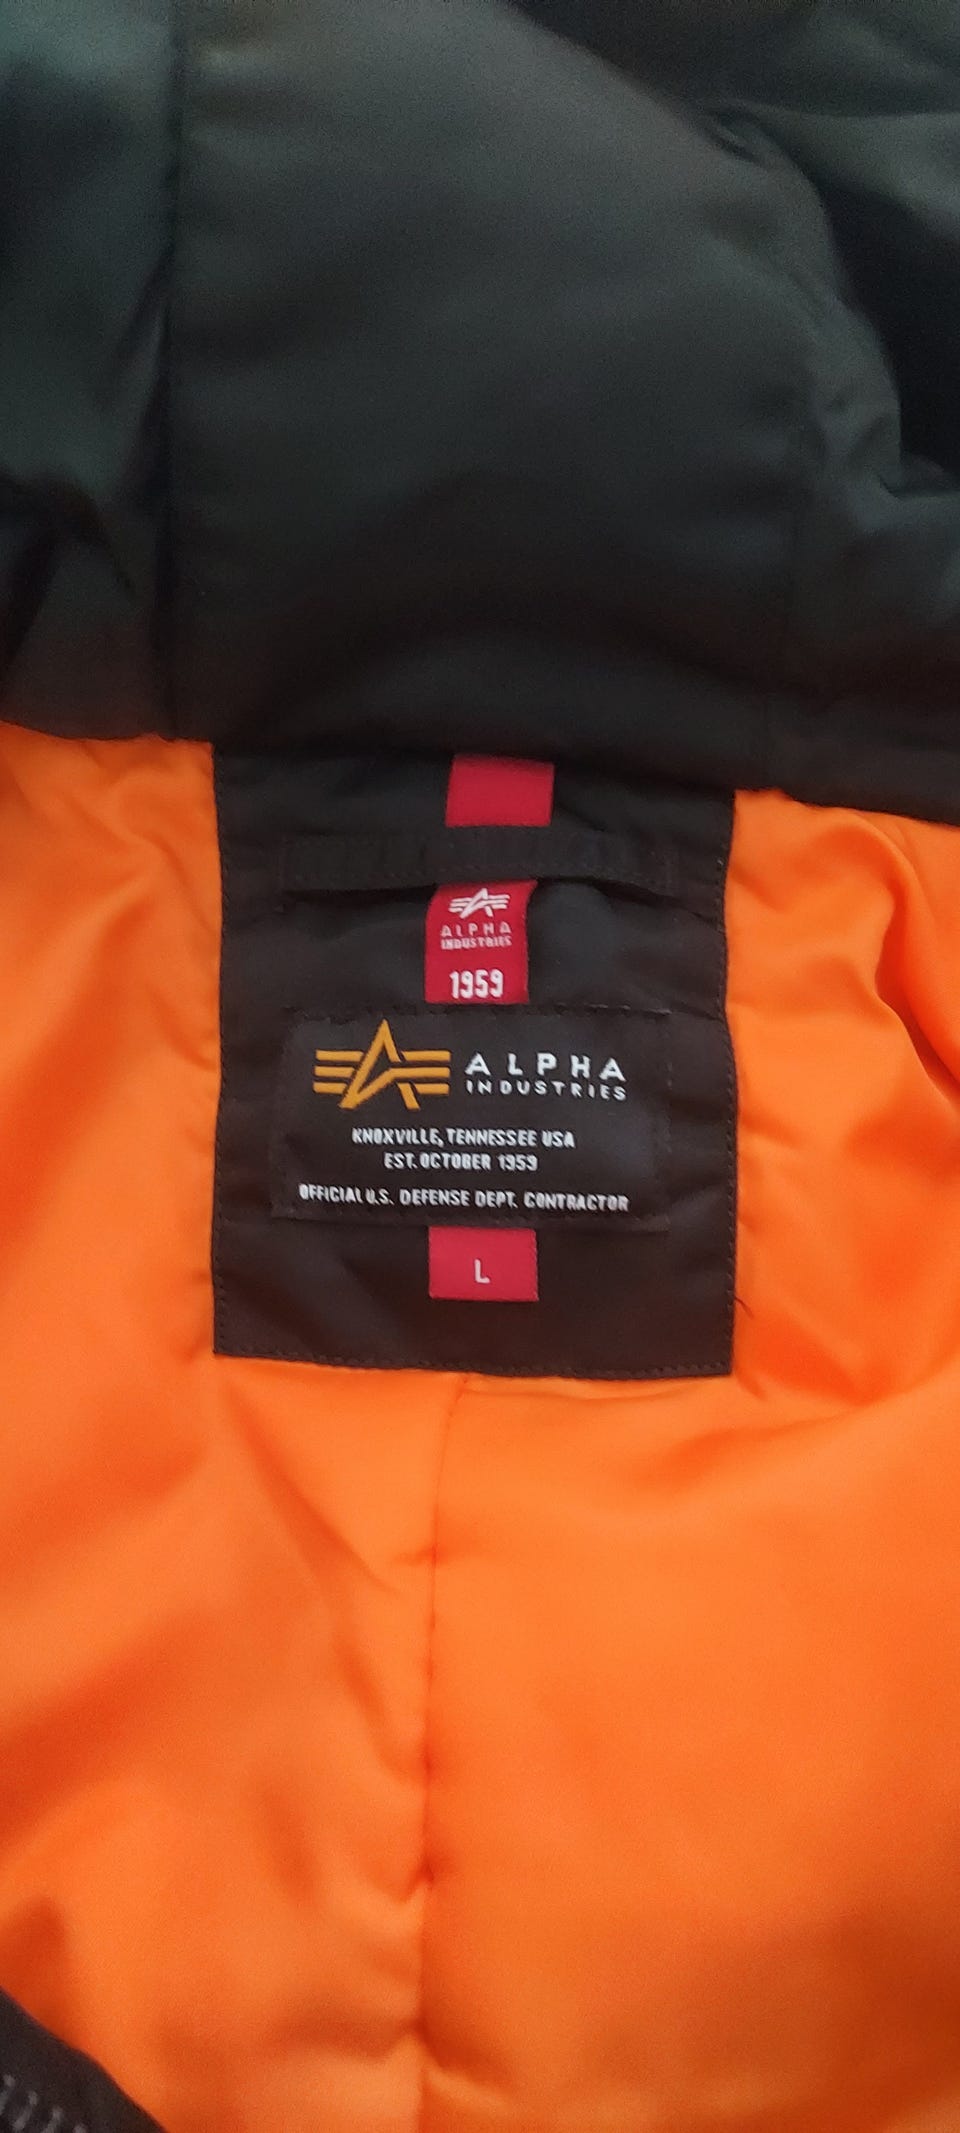 ALPHA
INDUSTRIES
1959
ALPHA
INDUSTRIES
KNOXVILLE, TENNESSEE USA
EST. OCTOBER 1959
OFFICIAL U.S. DEFENSE DEPT. CONTRACTOR
L